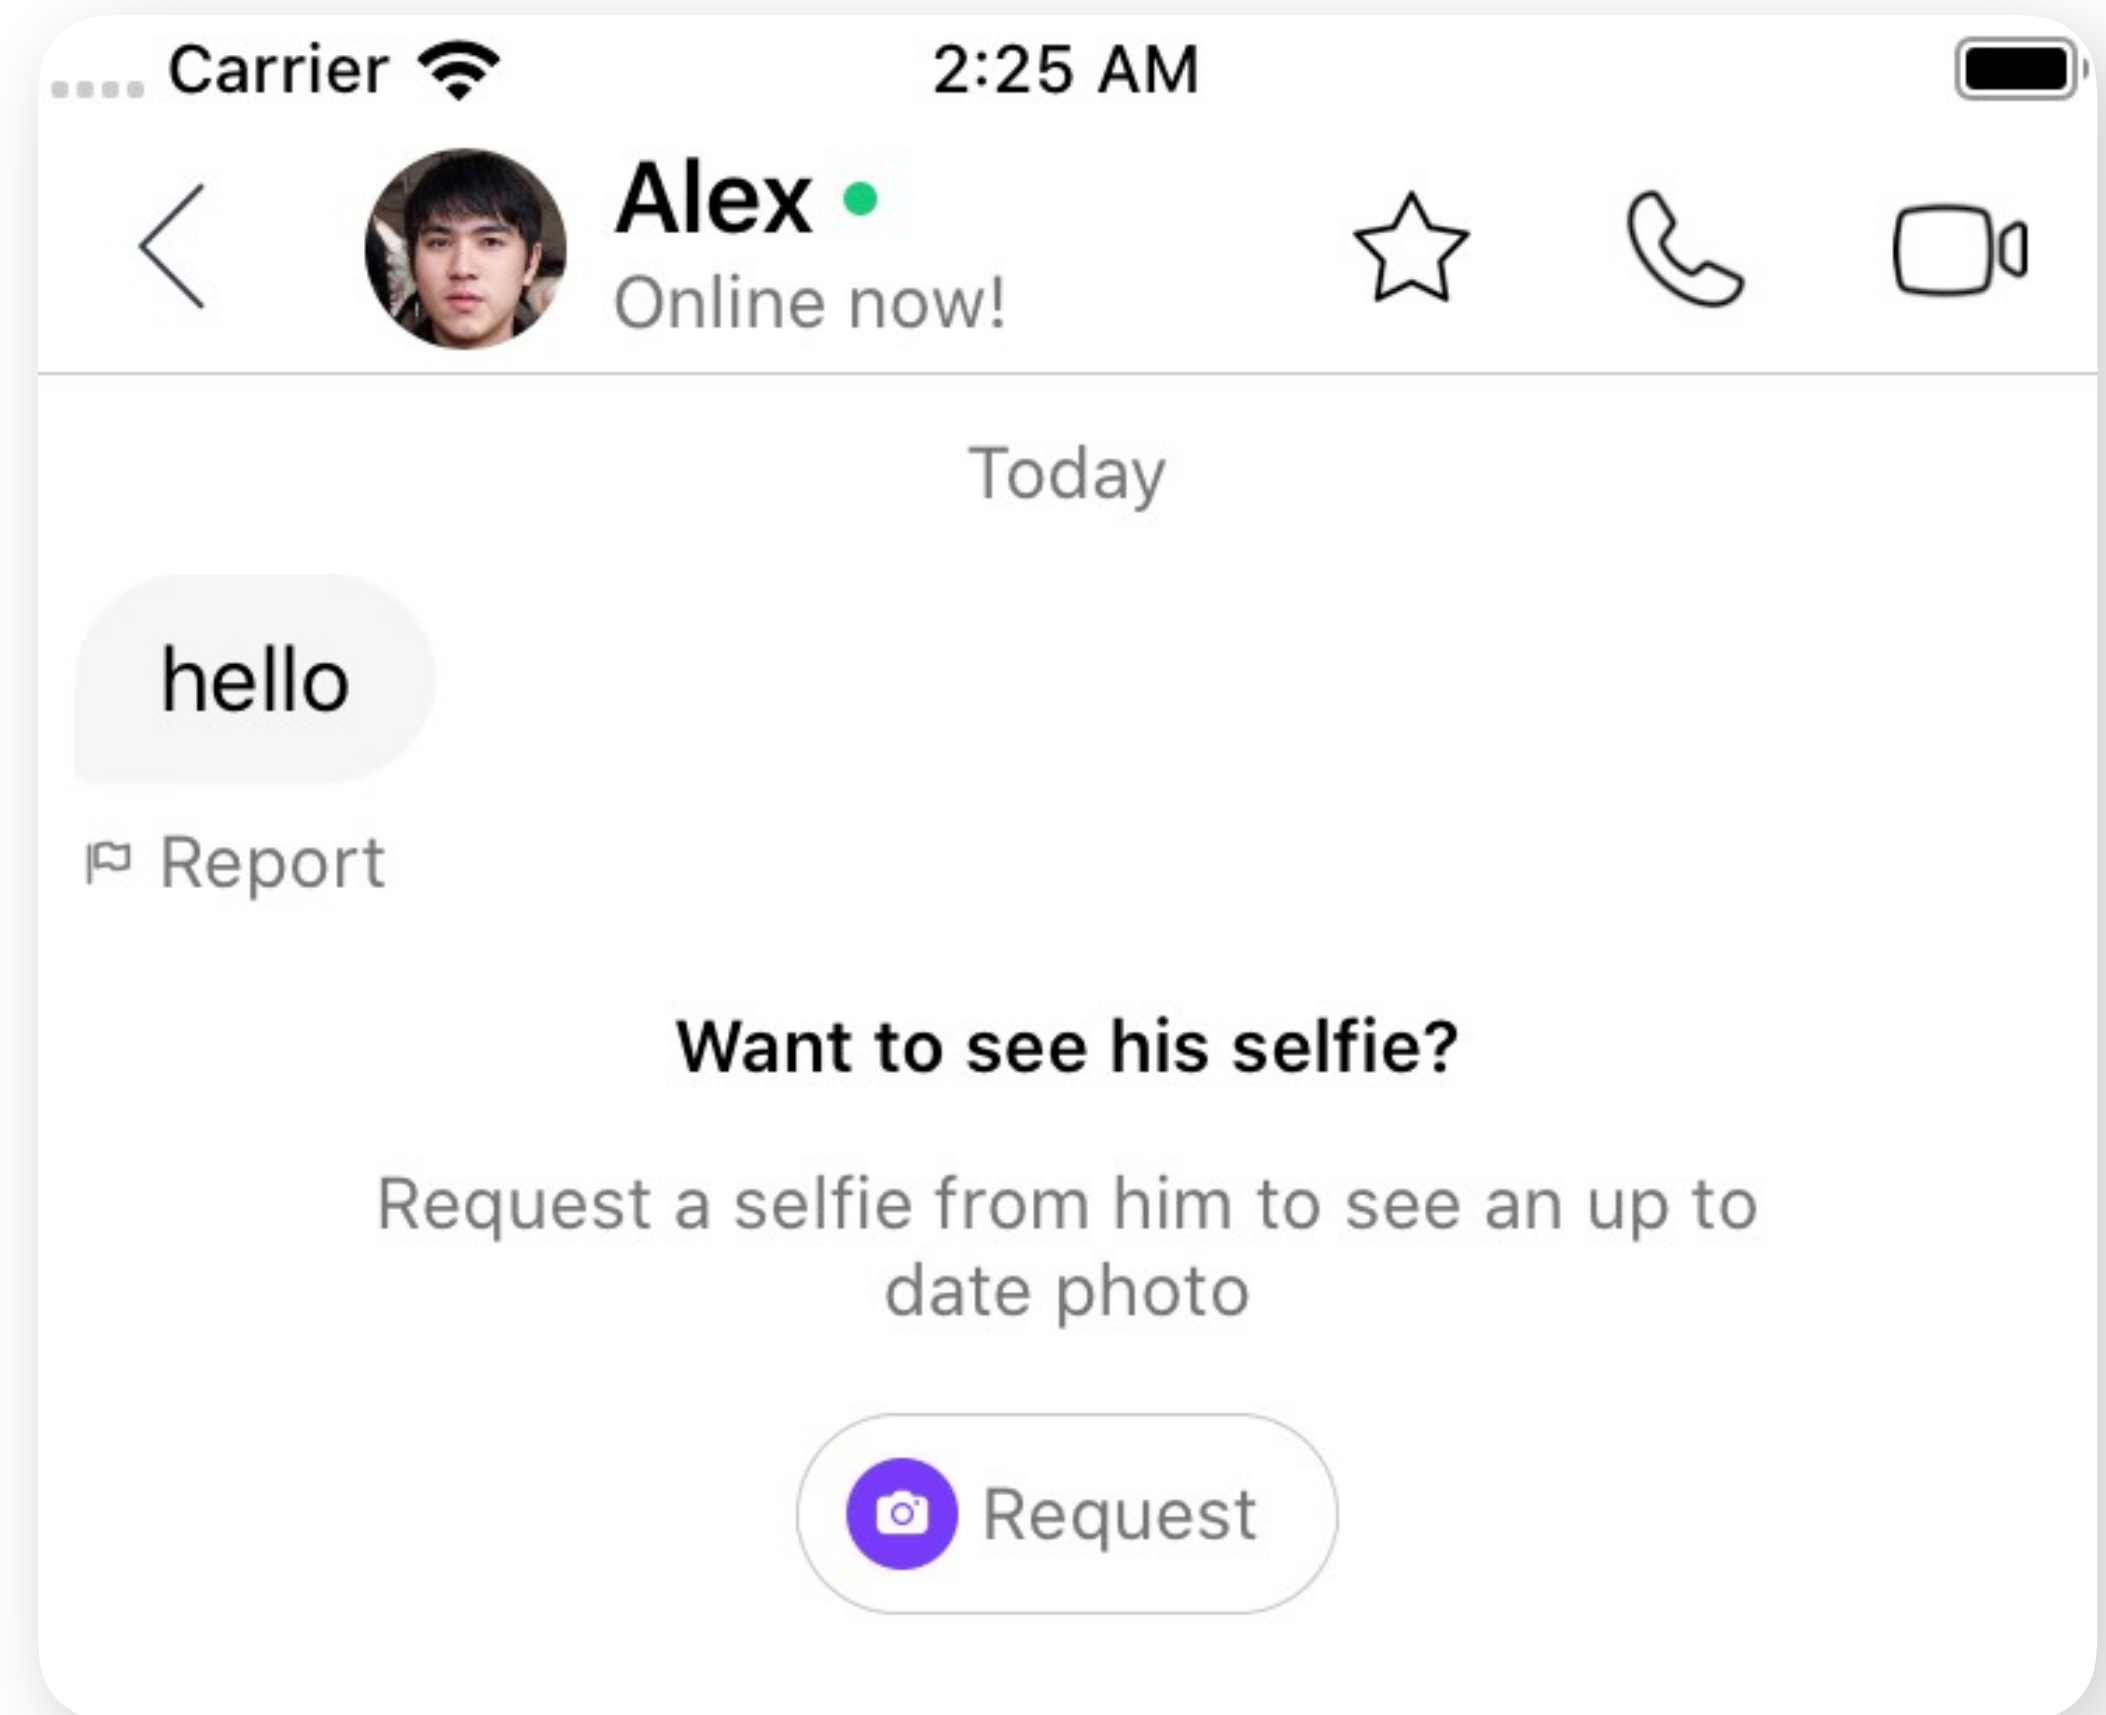 Carrier 2:25 AM
Alex
Online now!
Today
hello
Report
Want to see his selfie?
Request a selfie from him to see an up to
date photo
Request